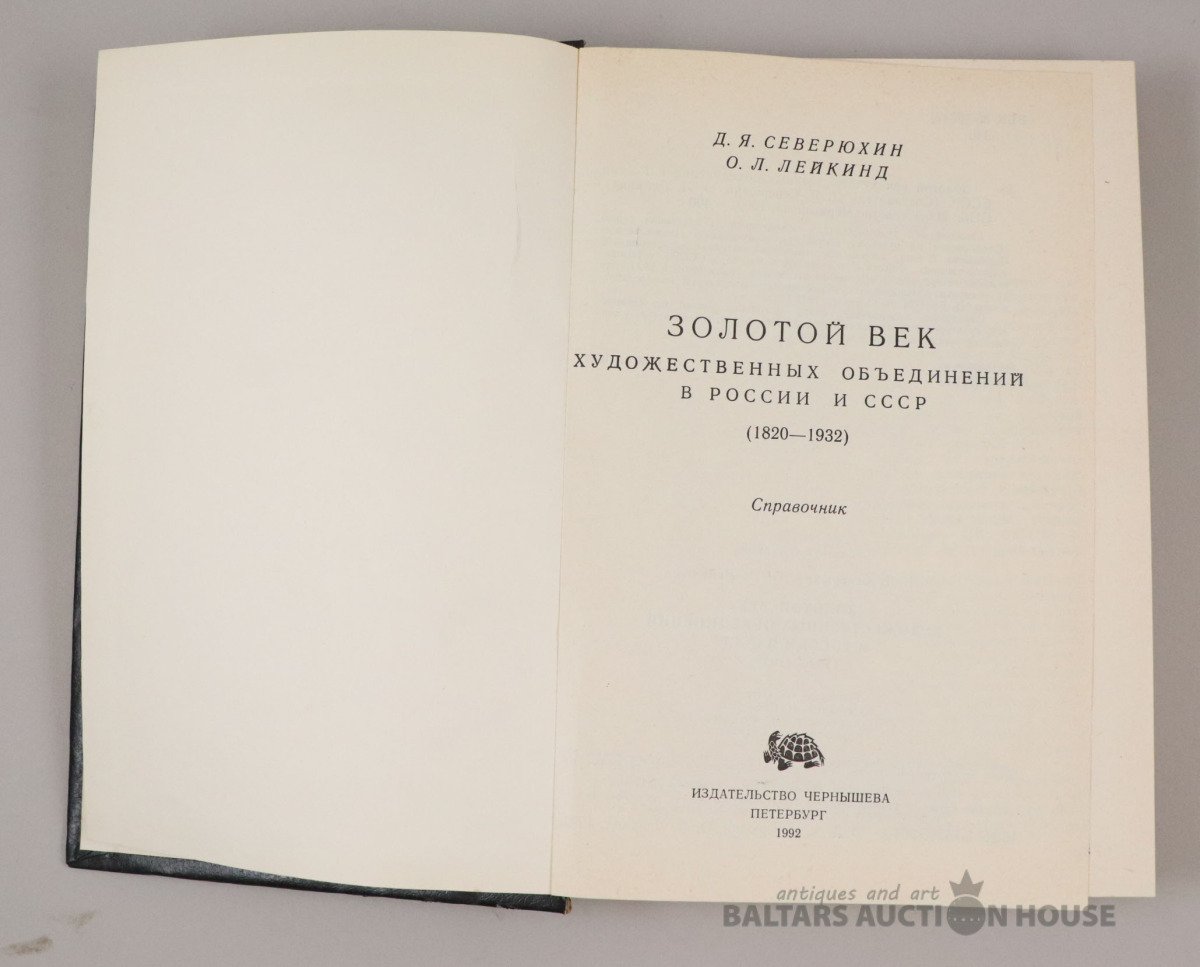 Д. Я. СЕВЕРЮХИН
О. Л. ЛЕЙКИНД
ЗОЛОТОЙ ВЕК
ХУДОЖЕСТВЕННЫХ ОБЪЕДИНЕНИЙ
В РОССИИ И СССР
(1820—1932)
Справочник
ИЗДАТЕЛЬСТВО ЧЕРНЫШЕВА
ПЕТЕРБУРГ
1992
antiques and art
BALTARS AUCTION HOUSE